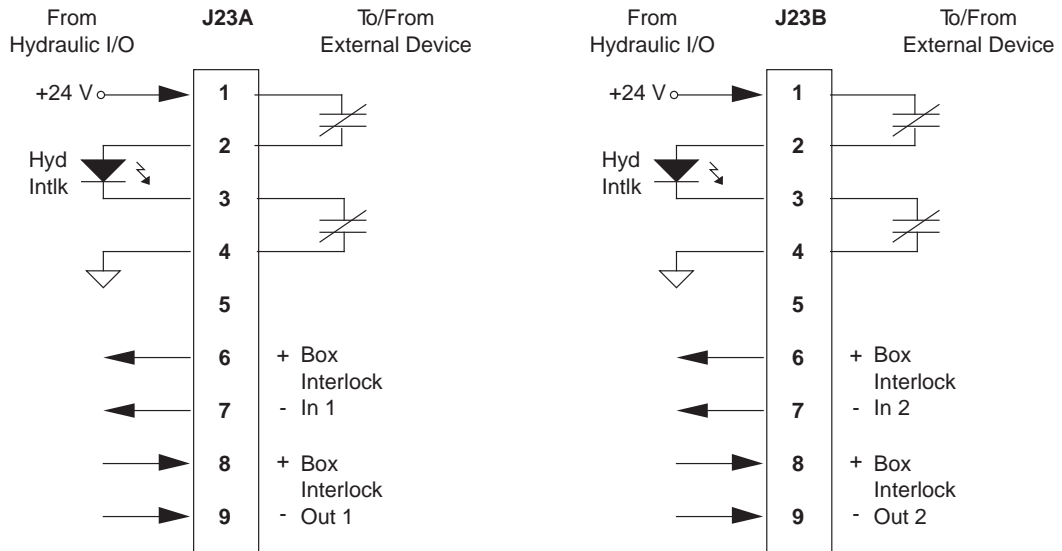 From
Hydraulic I/O
J23A
To/From
External Device
+24 V
Hyd
Intlk
1
2
3
4
5
6
7
8
9
+ Box
Interlock
- In 1
+ Box
Interlock
- Out 1
From
Hydraulic I/O
J23B
To/From
External Device
+24 V
Hyd
Intlk
1
2
3
4
5
6
7
8
9
+ Box
Interlock
- In 2
+ Box
Interlock
- Out 2